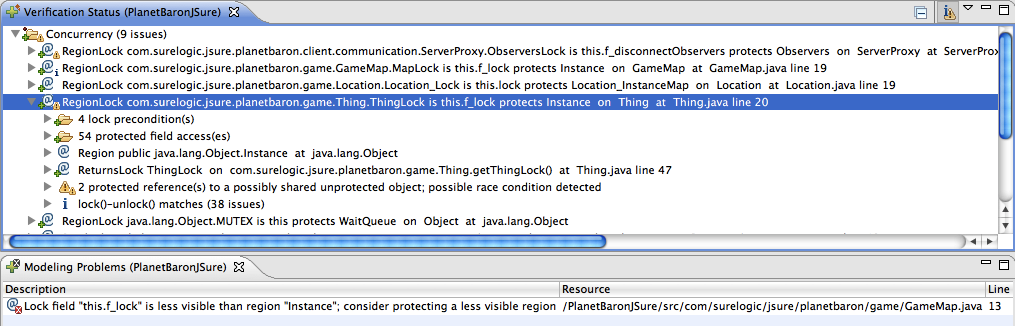 Verification Status (PlanetBaronJSure)
Concurrency (9 issues)
RegionLock com.surelogic.jsure.planetbaron.client.communication.ServerProxy.ObserversLock is this.f_disconnectObservers protects Observers on ServerProxy at ServerProx
RegionLock com.surelogic.jsure.planetbaron.game.GameMap.MapLock is this.f_lock protects Instance on GameMap at GameMap.java line 19
RegionLock com.surelogic.jsure.planetbaron.game.Location.Location_Lock is this.lock protects Location_InstanceMap on Location at Location.java line 19
RegionLock com.surelogic.jsure.planetbaron.game.Thing.ThingLock is this.f_lock protects Instance on Thing at Thing.java line 20
4 lock precondition(s)
54 protected field access(es)
Region public java.lang.Object.Instance at java.lang.Object
ReturnsLock ThingLock on com.surelogic.jsure.planetbaron.game.Thing.getThingLock() at Thing.java line 47
2 protected reference(s) to a possibly shared unprotected object; possible race condition detected
lock()-unlock() matches (38 issues)
RegionLock java.lang.Object.MUTEX is this protects WaitQueue on Object at java.lang.Object
Modeling Problems (PlanetBaronJSure)
Description Resource Line
Lock field "this.f_lock" is less visible than region "Instance"; consider protecting a less visible region /PlanetBaronJSure/src/com/surelogic/jsure/planetbaron/game/GameMap.java 13